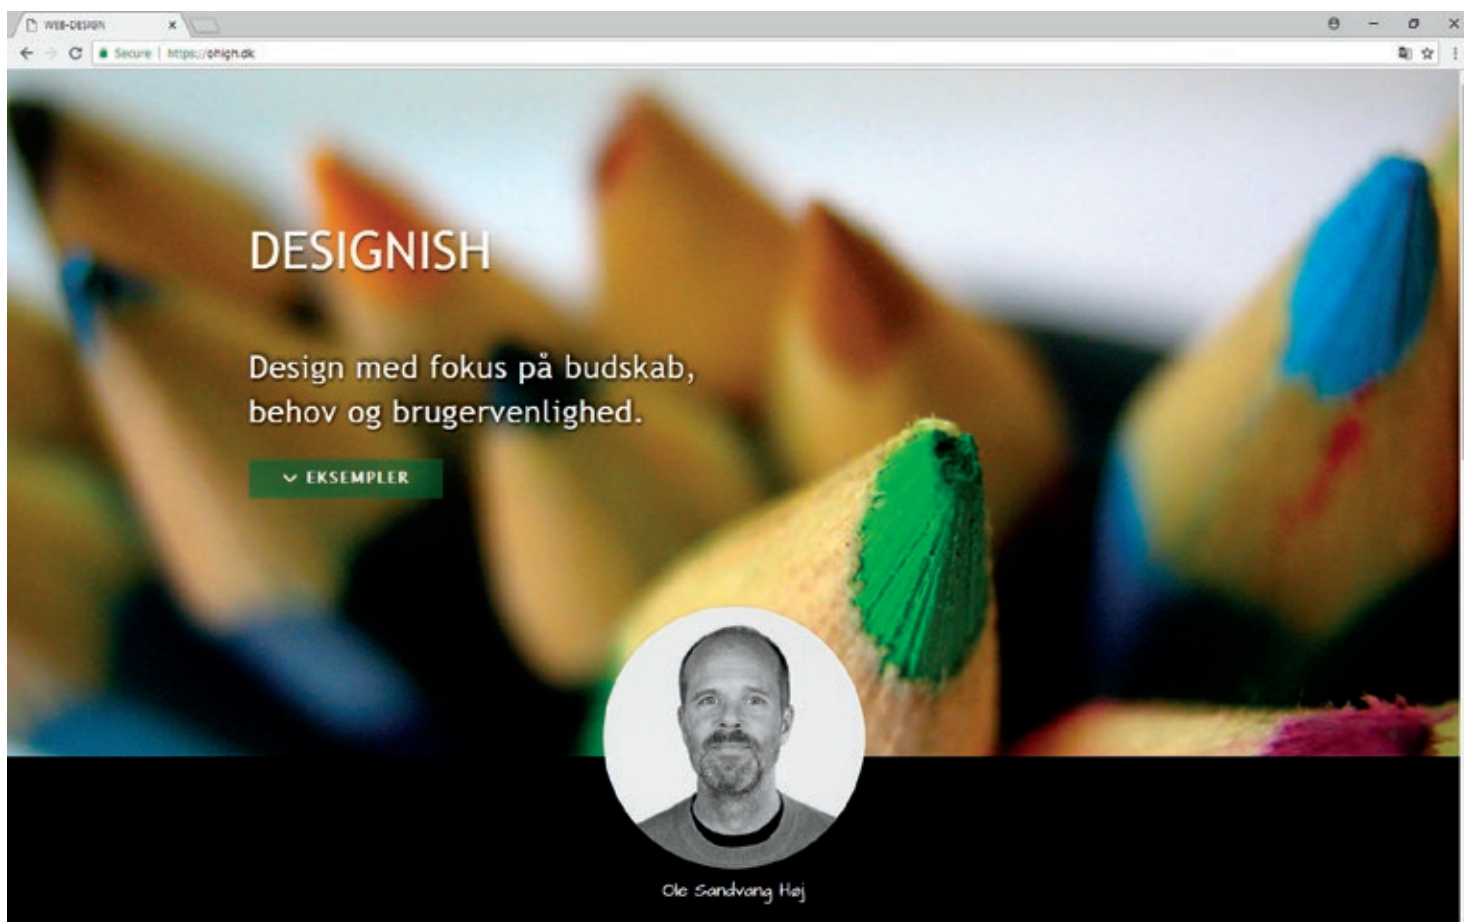 WEB-DESIGN
Secure | https://ohigh.dk
DESIGNISH
Design med fokus på budskab,
behov og brugervenlighed.
EKSEMPLER
Ole Sandvang Høj